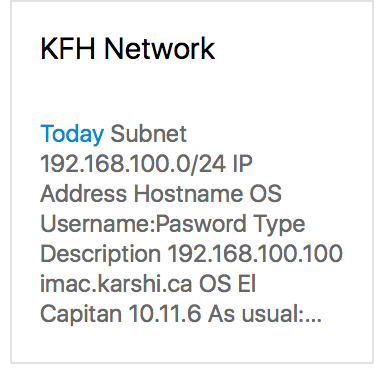 KFH Network
Today Subnet
192.168.100.0/24 IP
Address Hostname OS
Username:Pasword Type
Description 192.168.100.100
imac.karshi.ca OS El
Capitan 10.11.6 As usual:...